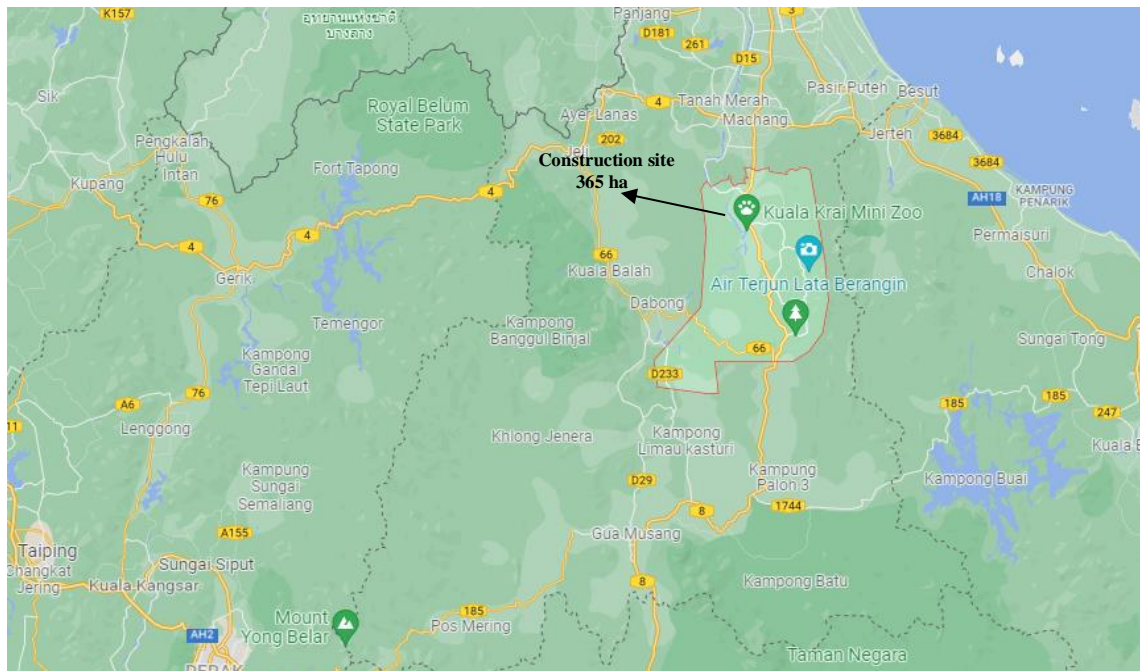 K157
อุทยานแห่งชาติ
บางลาง
Panjang
3
D181
261
D15
Sik
Royal Belum
State Park
Ayer Lanas
4
Tanah Merah
Machang
Pasir Puteh
Besut
Pengkalan
Hulu
Intan
Fort Tapong
202
Jeli
Jerteh
3684
Construction site
365 ha
3684
Kupang
76
4
AH18
KAMPUNG
PENARIK
Kuala Krai Mini Zoo
4
4
66
Permaisuri
Gerik
Kuala Balah
Chalok
Air Terjun Lata Berangin
Dabong
Temengor
Kampong
Banggul Binjal
Sungai Tong
66
Kampong
Gandal
Tepi Laut
D233
76
A6
185
185
247
11
Lenggong
Khlong Jenera
Kampong
Limau kasturi
Kuala B
Kampung
Sungai
Semaliang
D29
Kampung
Paloh 3
Kampong Buai
8
1744
A155
Gua Musang
Taiping
Changkat
Jering
Sungai Siput
Kuala Kangsar
8
Kampong Batu
Mount
Yong Belar
185
Pos Mering
AH2
PERAK
Taman Negara